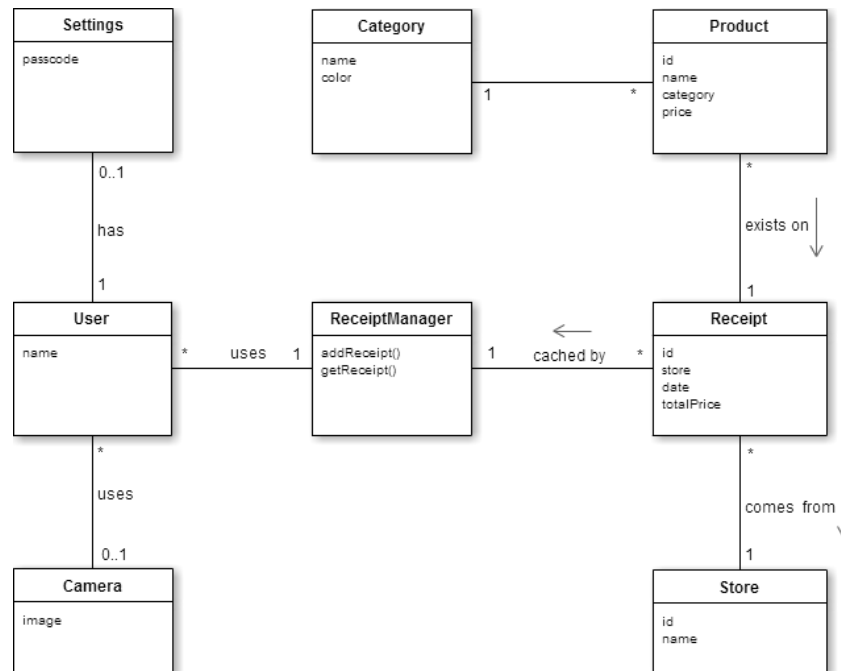 Settings
passcode
Category
name
color
Product
id
name
category
price
1
*
0..1
has
1
*
exists on
1
User
name
*
uses
1
ReceiptManager
addReceipt()
getReceipt()
1
cached by
*
Receipt
id
store
date
totalPrice
*
uses
0..1
*
comes from
1
Camera
image
Store
id
name